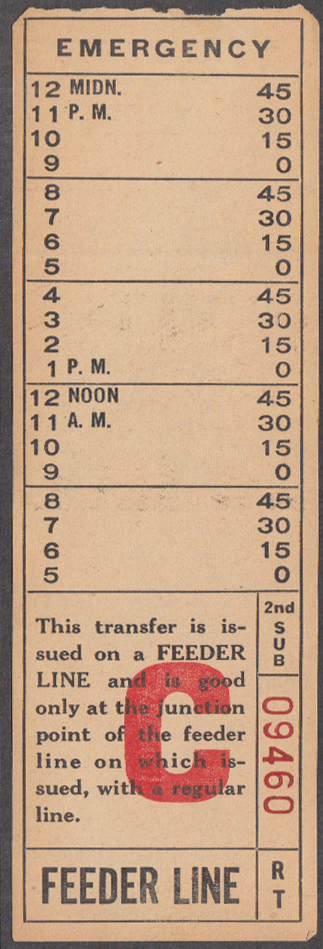 EMERGENCY
12 MIDN. 45
11 P. M. 30
10 15
9 0
8 45
7 30
6 15
5 0
4 45
3 30
2 15
1 P. M. 0
12 NOON 45
11 A. M. 30
10 15
9 0
8 45
7 30
6 15
5 0
This transfer is is-
sued on a FEEDER
LINE and is good
only at the junction
point of the feeder
line on which is-
sued, with a regular
line.
C
2nd
S
U
B
09460
FEEDER LINE
R
T